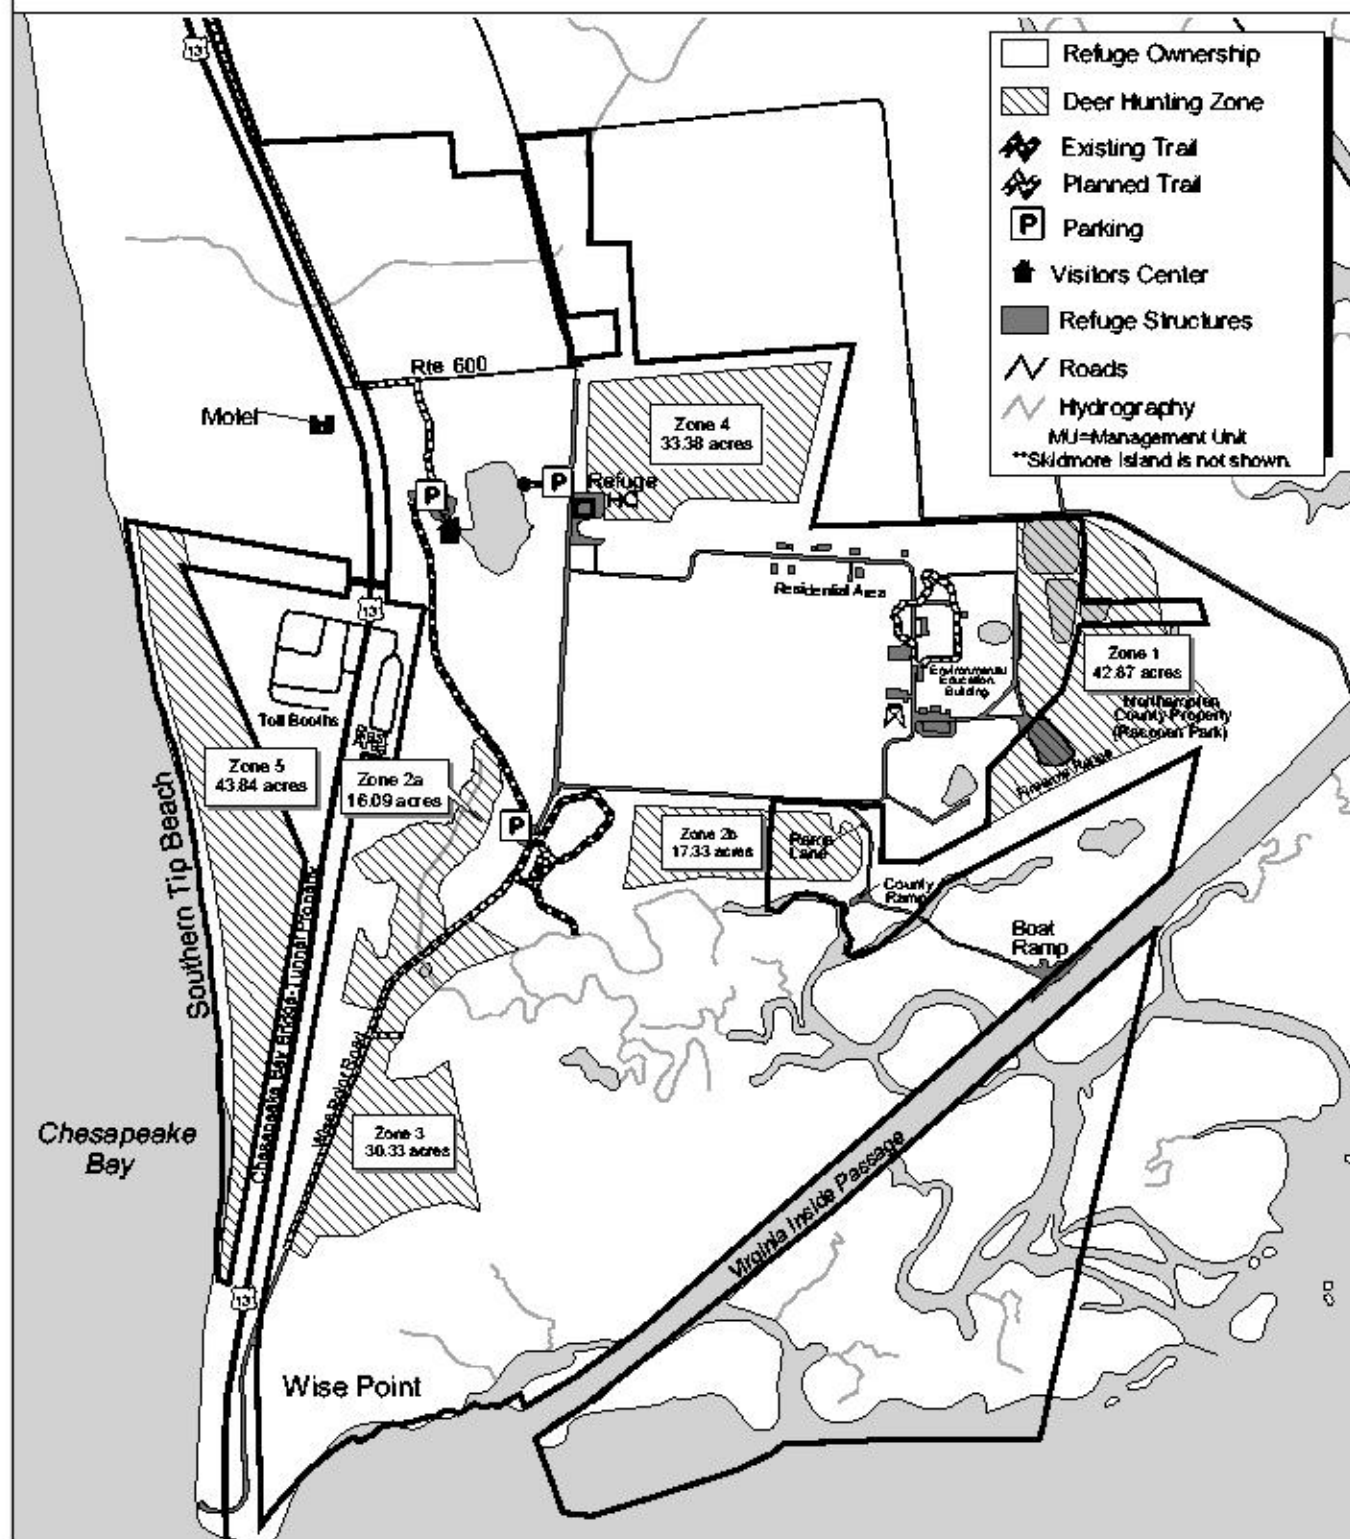 13
Refuge Ownership
Deer Hunting Zone
Existing Trail
Planned Trail
P
Parking
Visitors Center
Refuge Structures
Roads
Hydrography
MU=Management Unit
**Skidmore Island is not shown.
Rte 600
Motel
Zone 4
33.38 acres
P
P
Refuge
HQ
Residential Area
13
Toll Booths
Environmental
Education
Building
Zone 1
42.87 acres
Northampton
County Property
(Raccoon Park)
Firearms Range
Zone 5
43.84 acres
Zone 2a
16.09 acres
P
Zone 2b
17.33 acres
Ramp
Lane
County
Ramp
Boat
Ramp
Southern Tip Beach
Chesapeake Bay Bridge-Tunnel Property
Wise Point Road
Zone 3
30.33 acres
Chesapeake
Bay
Virginia Inside Passage
13
Wise Point